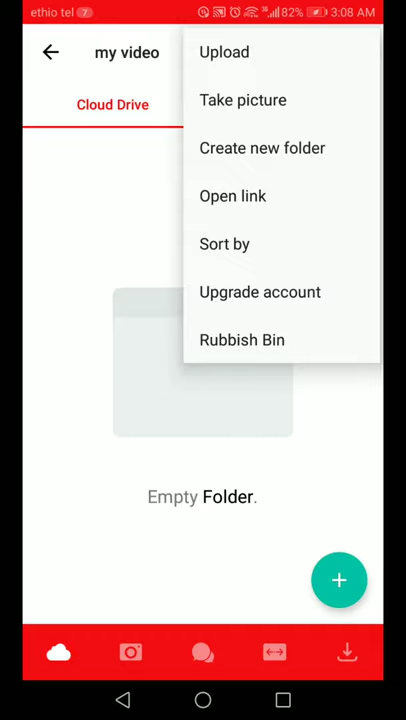 ethio tel 7 82% 3:08 AM
my video
Cloud Drive
Upload
Take picture
Create new folder
Open link
Sort by
Upgrade account
Rubbish Bin
Empty Folder.